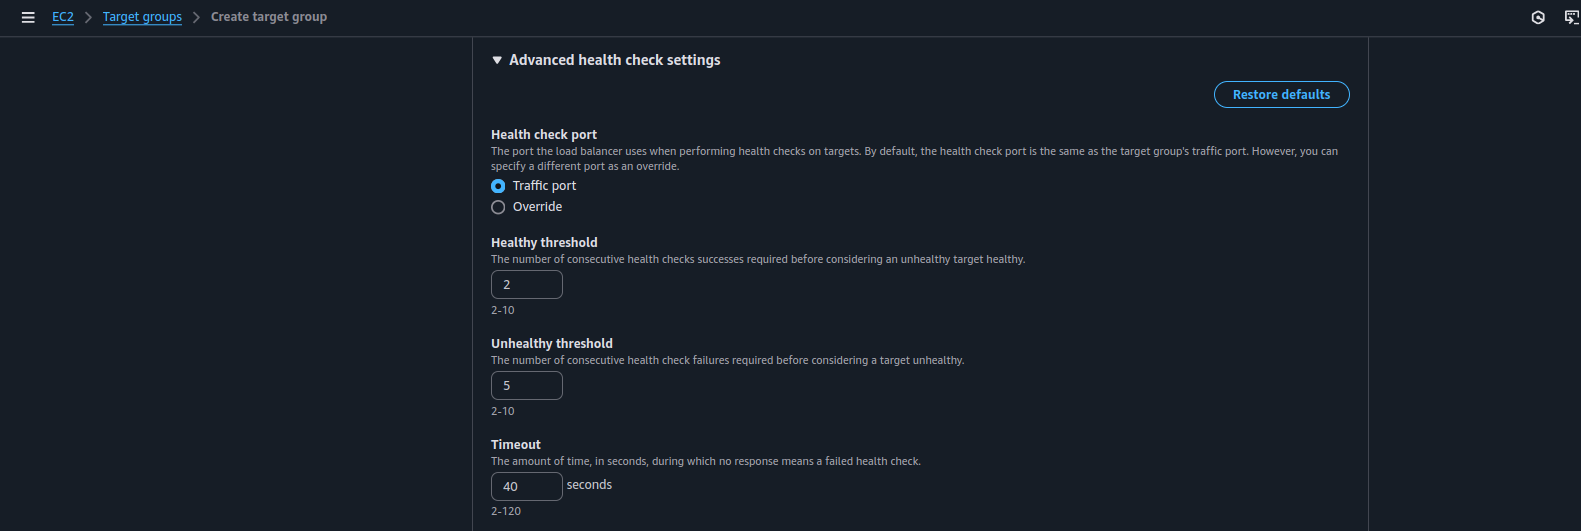 EC2 > Target groups > Create target group
Advanced health check settings
Restore defaults
Health check port
The port the load balancer uses when performing health checks on targets. By default, the health check port is the same as the target group's traffic port. However, you can
specify a different port as an override.
Traffic port
Override
Healthy threshold
The number of consecutive health checks successes required before considering an unhealthy target healthy.
2
2-10
Unhealthy threshold
The number of consecutive health check failures required before considering a target unhealthy.
5
2-10
Timeout
The amount of time, in seconds, during which no response means a failed health check.
40 seconds
2-120